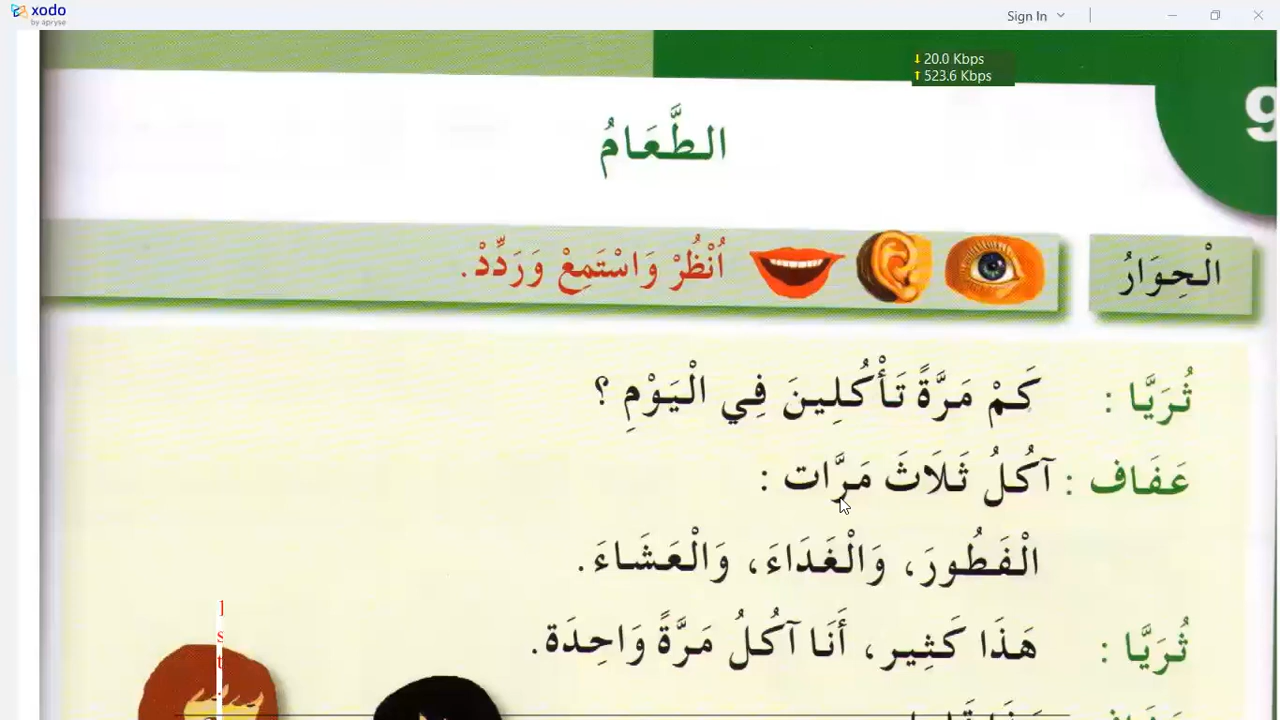 xodo
by apryse
Sign In
↓ 20.0 Kbps
↑ 523.6 Kbps
9
الطَّعَامُ
الْحِوَارُ
اُنْظُرْ وَاسْتَمِعْ وَرَدِّدْ.
ثُرَيَّا : كَمْ مَرَّةً تَأْكُلِينَ فِي الْيَوْمِ ؟
عَفَاف : آكُلُ ثَلَاثَ مَرَّات :
الْفَطُورَ، وَالْغَدَاءَ، وَالْعَشَاءَ.
ثُرَيَّا : هَذَا كَثِير، أَنَا آكُلُ مَرَّةً وَاحِدَة.